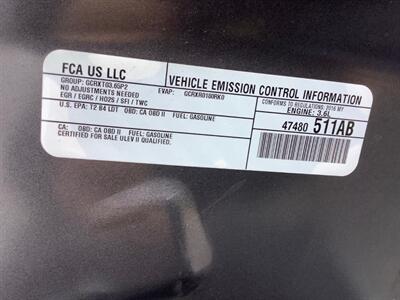 FCA US LLC
VEHICLE EMISSION CONTROL INFORMATION
GROUP: GCRXT03.65P2
EVAP: GCRXR0180RK0
CONFORMS TO REGULATIONS: 2016 MY
NO ADJUSTMENTS NEEDED
ENGINE: 3.6L
EGR / EGRC / HO2S / SFI / TWC
U.S. EPA: T2 B4 LDT OBD: CA OBD II FUEL: GASOLINE
47480 511AB
CA: OBD: CA OBD II FUEL: GASOLINE
CERTIFIED FOR SALE ULEV II QUALIFIED.